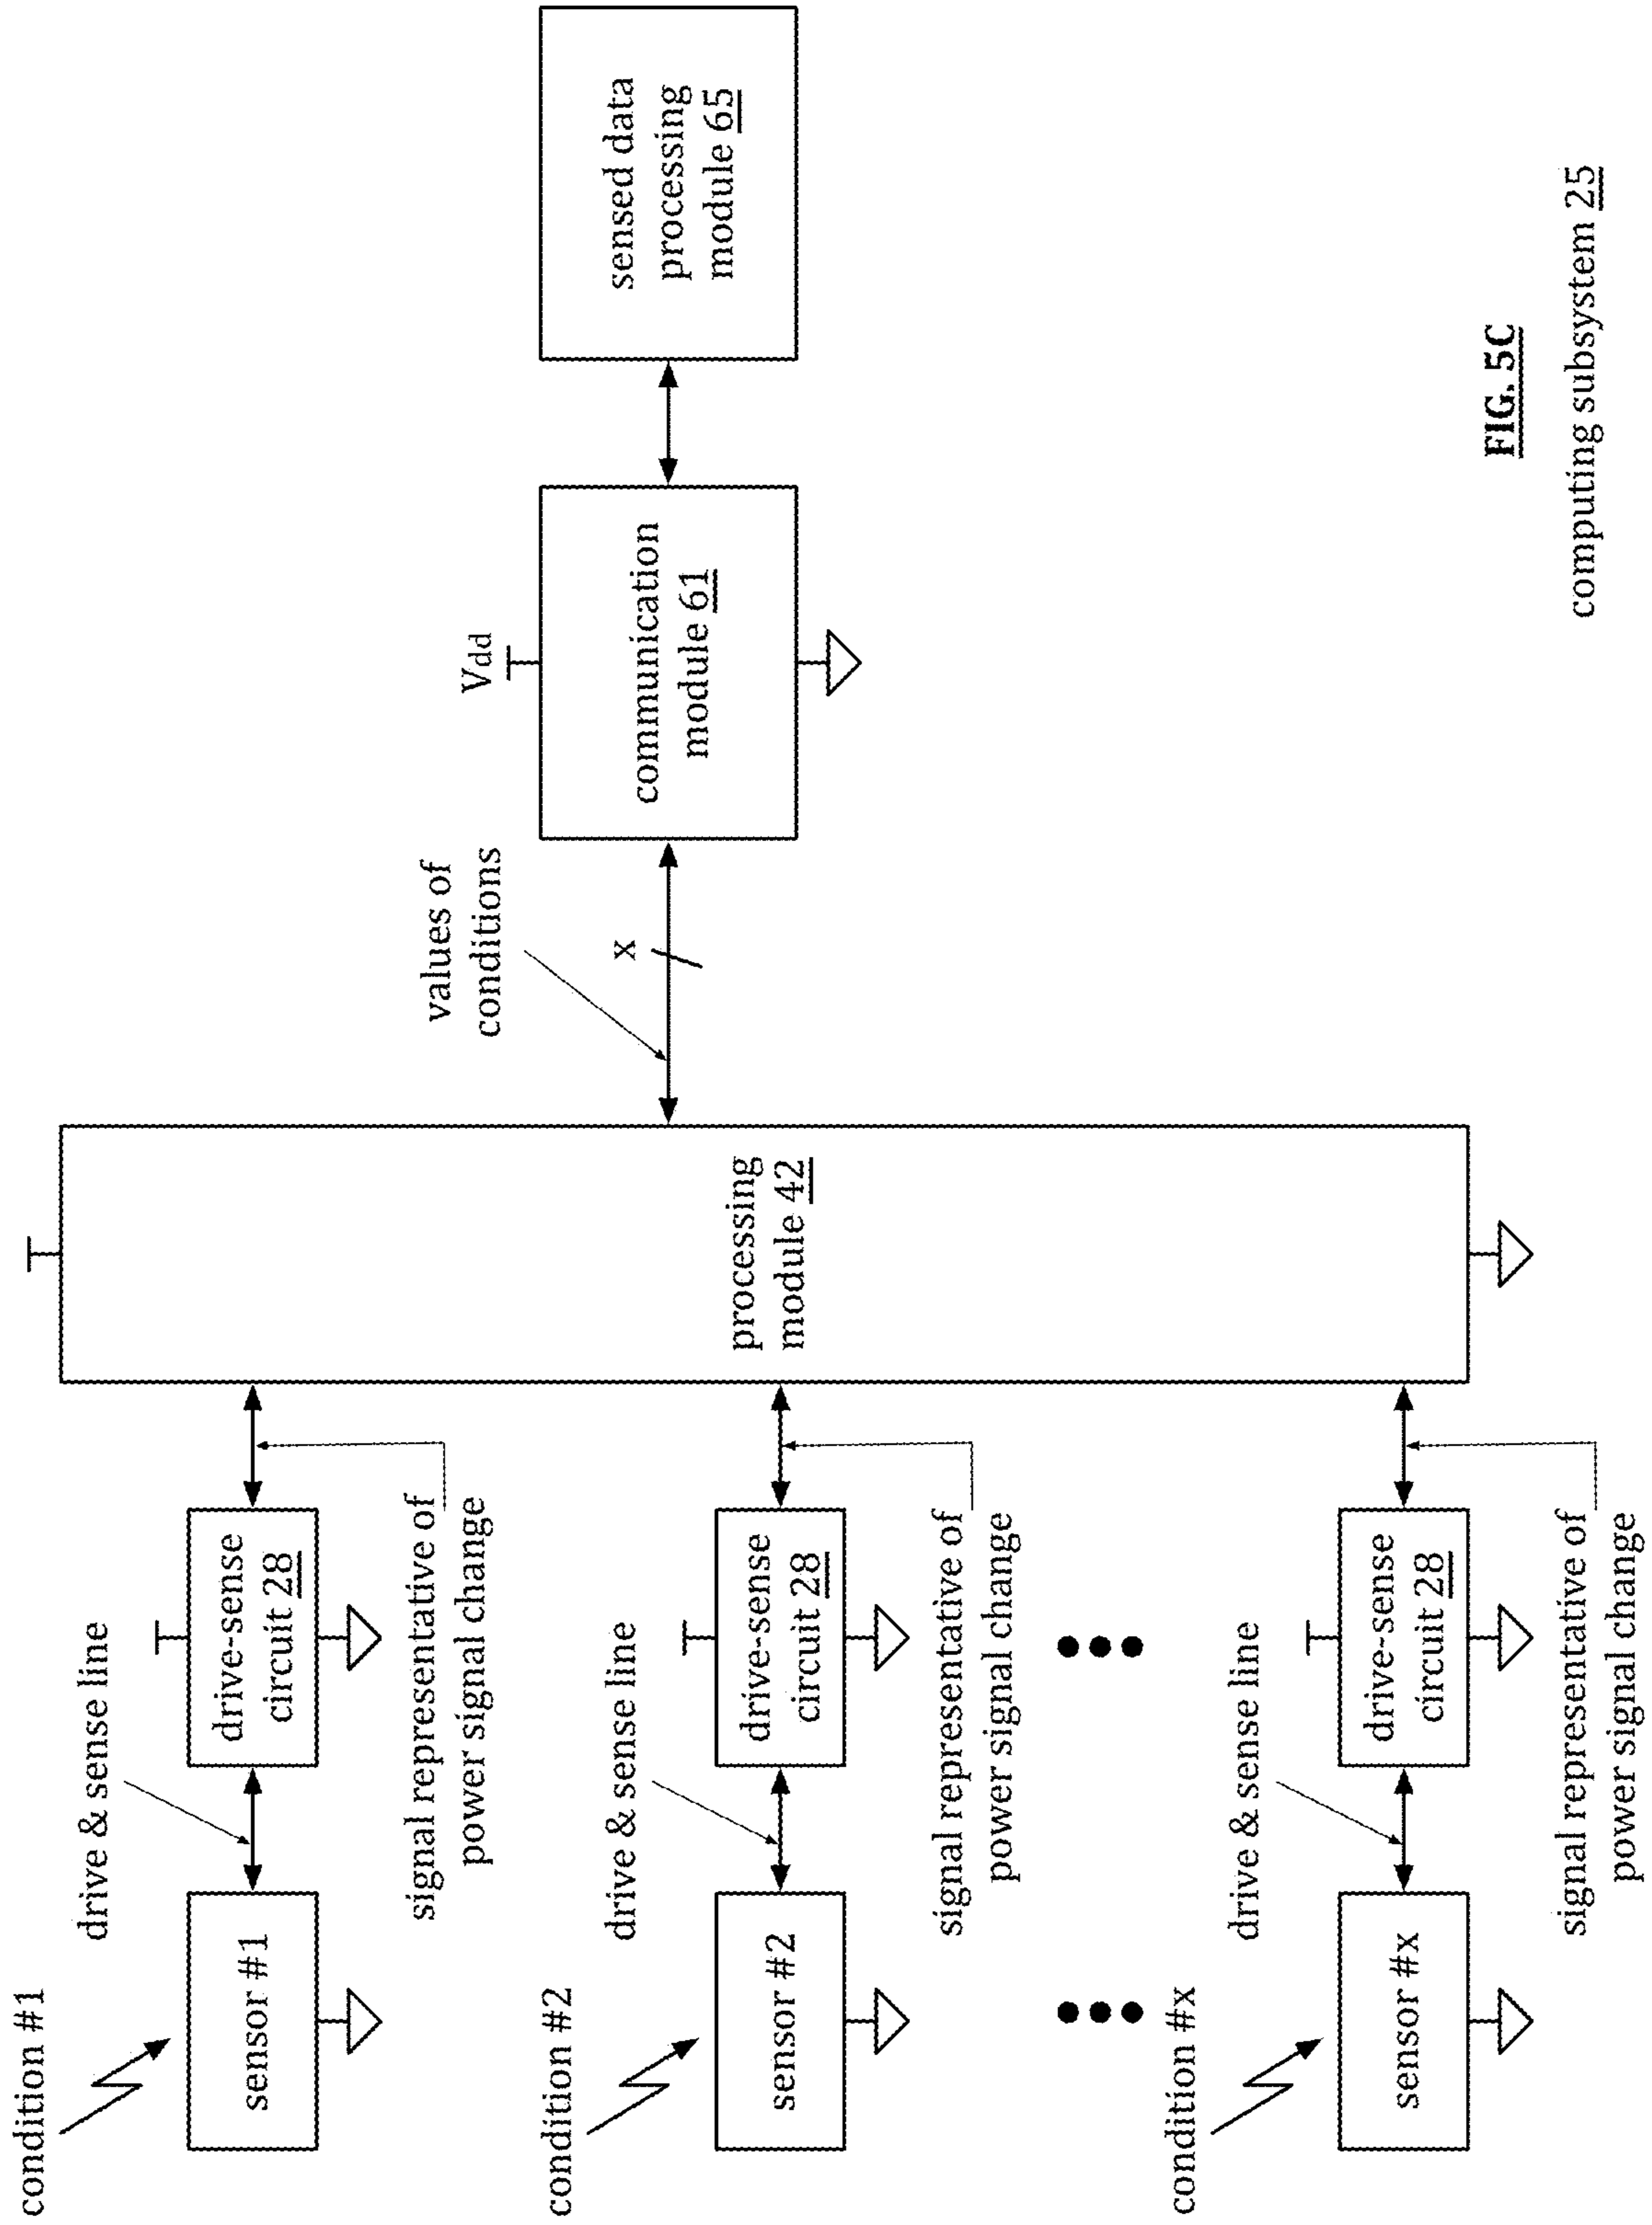 condition #1
sensor #1
drive & sense line
drive-sense
circuit 28
signal representative of
power signal change
condition #2
sensor #2
drive & sense line
drive-sense
circuit 28
signal representative of
power signal change
condition #x
sensor #x
drive & sense line
drive-sense
circuit 28
signal representative of
power signal change
processing
module 42
values of
conditions
x
Vdd
communication
module 61
sensed data
processing
module 65
FIG. 5C
computing subsystem 25